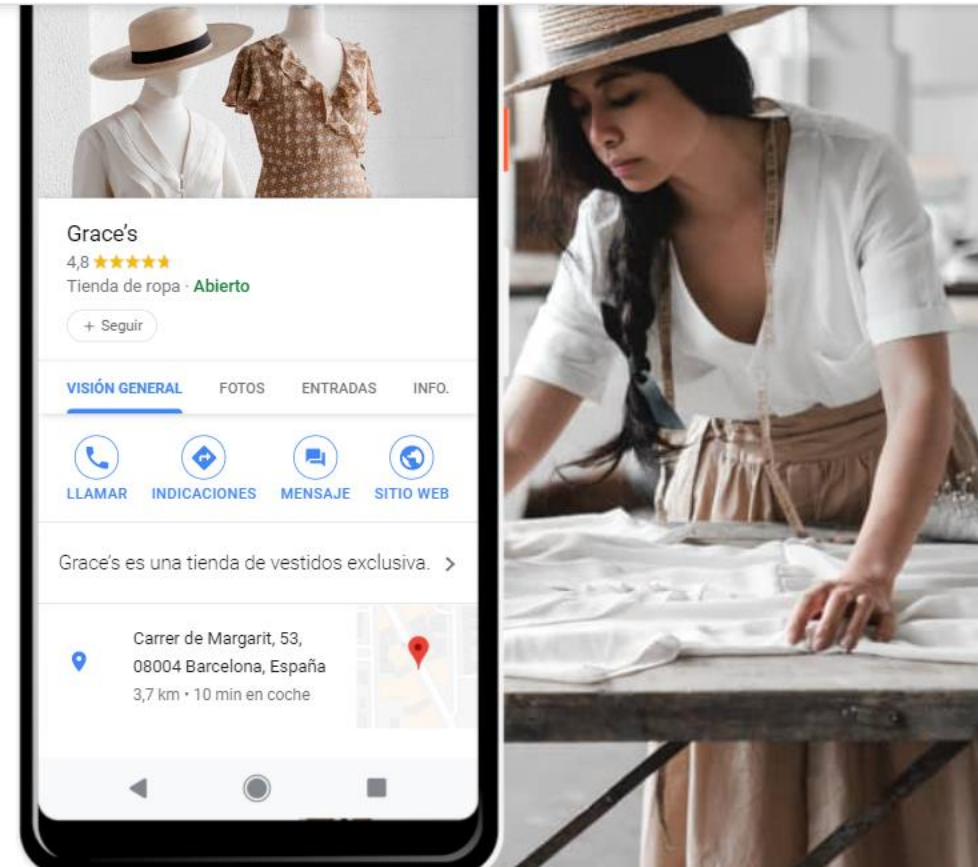 Grace's
4,8
Tienda de ropa · Abierto
+ Seguir
VISIÓN GENERAL FOTOS ENTRADAS INFO.
LLAMAR INDICACIONES MENSAJE SITIO WEB
Grace's es una tienda de vestidos exclusiva.
Carrer de Margarit, 53,
08004 Barcelona, España
3,7 km • 10 min en coche